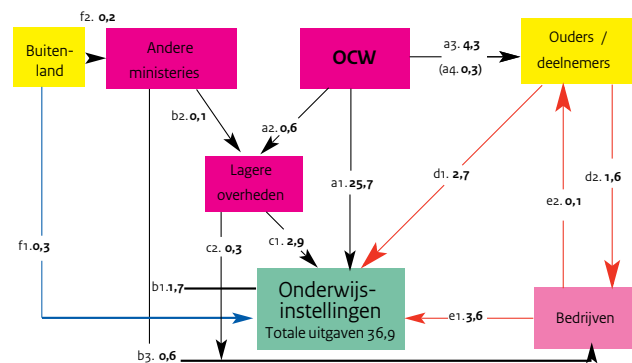 f2. 0,2
Buiten-
land
Andere
ministeries
OCW
a3. 4,3
(a4. 0,3)
Ouders /
deelnemers
b2. 0,1
a2. 0,6
Lagere
overheden
a1. 25,7
d1. 2,7
e2. 0,1
d2. 1,6
f1. 0,3
c2. 0,3
c1. 2,9
b1. 1,7
Onderwijs-
instellingen
Totale uitgaven 36,9
e1. 3,6
Bedrijven
b3. 0,6